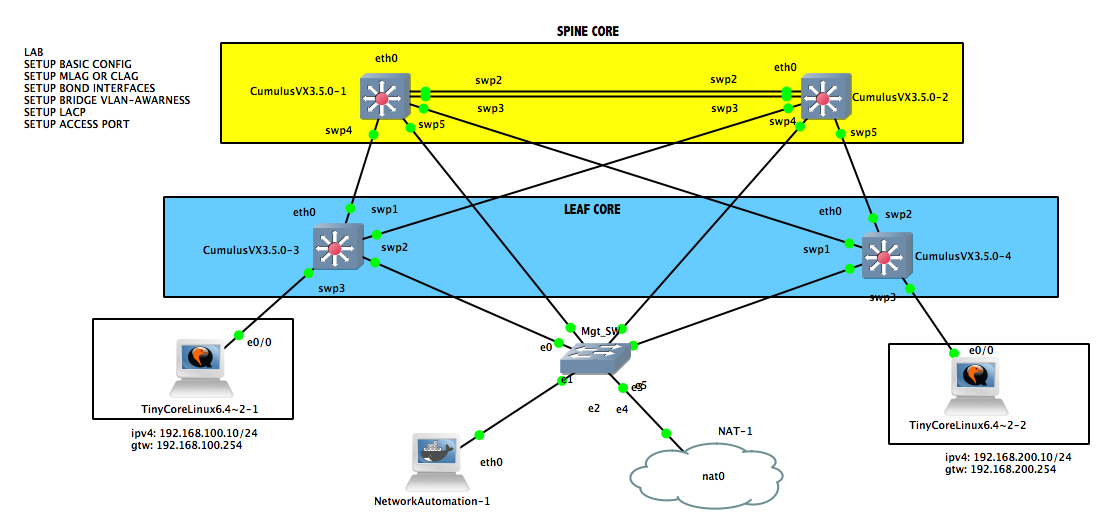 SPINE CORE
LAB
SETUP BASIC CONFIG
SETUP MLAG OR CLAG
SETUP BOND INTERFACES
SETUP BRIDGE VLAN-AWARNESS
SETUP LACP
SETUP ACCESS PORT
eth0
eth0
swp2
swp2
CumulusVX3.5.0-1
CumulusVX3.5.0-2
swp3
swp3
swp4
swp5
swp4
swp5
LEAF CORE
eth0
swp1
eth0
swp2
CumulusVX3.5.0-3
swp2
swp1
CumulusVX3.5.0-4
swp3
swp3
Mgt_SW
e0/0
e0
e0/0
e1
e3
e5
e2
e4
TinyCoreLinux6.4~2-1
ipv4: 192.168.100.10/24
gtw: 192.168.100.254
TinyCoreLinux6.4~2-2
ipv4: 192.168.200.10/24
gtw: 192.168.200.254
NAT-1
eth0
nat0
NetworkAutomation-1